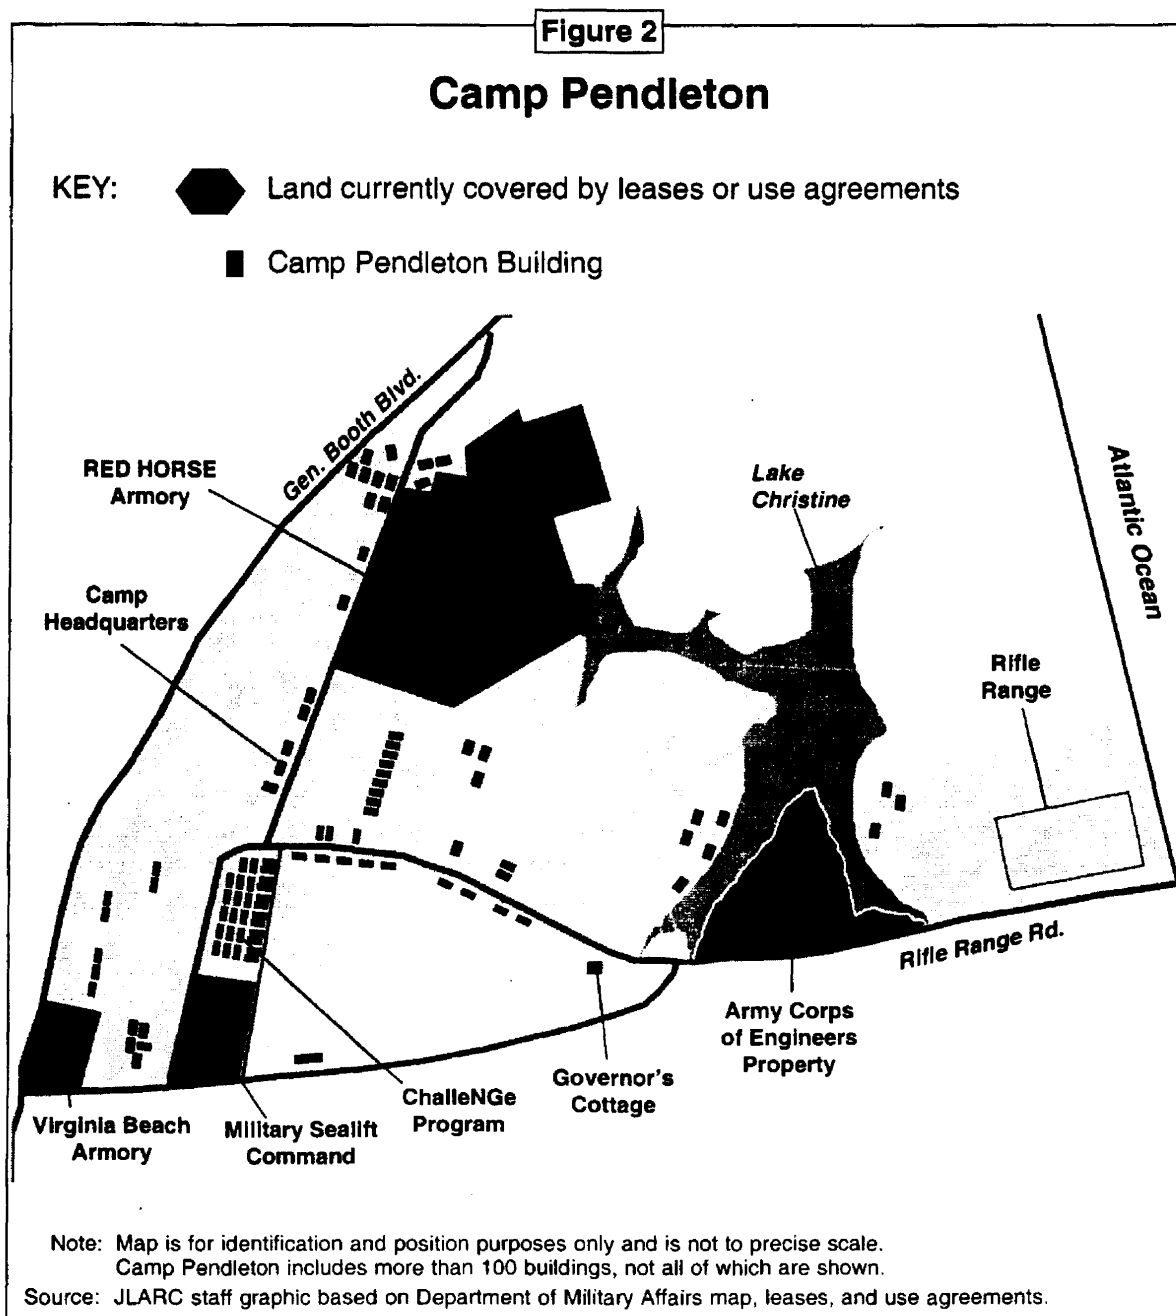 Figure 2
Camp Pendleton
KEY:
Land currently covered by leases or use agreements
Camp Pendleton Building
Gen. Booth Blvd.
RED HORSE
Armory
Lake
Christine
Atlantic Ocean
Camp
Headquarters
Rifle
Range
Rifle Range Rd.
Army Corps
of Engineers
Property
Governor's
Cottage
ChalleNGe
Program
Virginia Beach
Armory
Military Sealift
Command
Note: Map is for identification and position purposes only and is not to precise scale.
Camp Pendleton includes more than 100 buildings, not all of which are shown.
Source: JLARC staff graphic based on Department of Military Affairs map, leases, and use agreements.